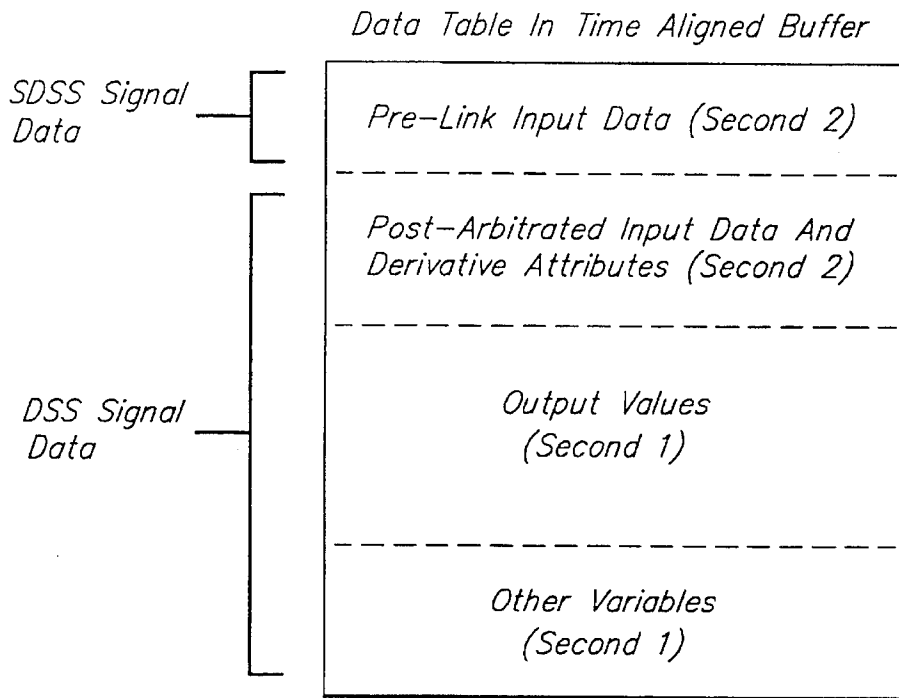 Data Table In Time Aligned Buffer
SDSS Signal
Data
Pre-Link Input Data (Second 2)
Post-Arbitrated Input Data And
Derivative Attributes (Second 2)
DSS Signal
Data
Output Values
(Second 1)
Other Variables
(Second 1)